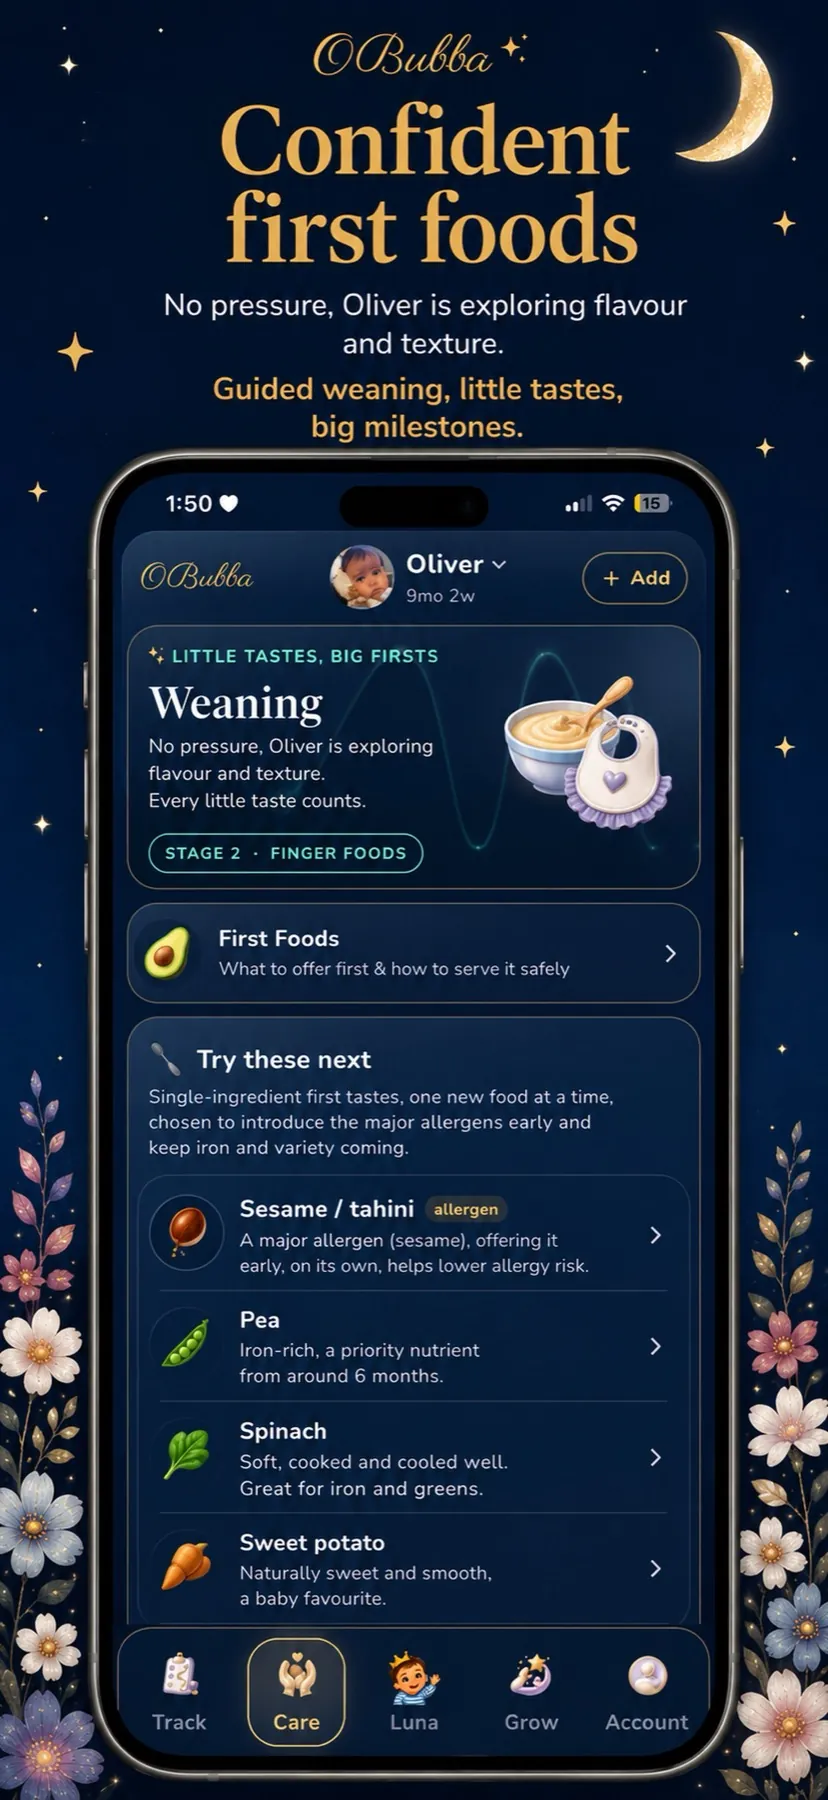 OBubba
Confident
first foods
No pressure, Oliver is exploring flavour
and texture.
Guided weaning, little tastes,
big milestones.
1:50
15
OBubba
Oliver
9mo 2w
+ Add
LITTLE TASTES, BIG FIRSTS
Weaning
No pressure, Oliver is exploring
flavour and texture.
Every little taste counts.
STAGE 2 · FINGER FOODS
First Foods
What to offer first & how to serve it safely
Try these next
Single-ingredient first tastes, one new food at a time,
chosen to introduce the major allergens early and
keep iron and variety coming.
Sesame / tahini allergen
A major allergen (sesame), offering it
early, on its own, helps lower allergy risk.
Pea
Iron-rich, a priority nutrient
from around 6 months.
Spinach
Soft, cooked and cooled well.
Great for iron and greens.
Sweet potato
Naturally sweet and smooth,
a baby favourite.
Track
Care
Luna
Grow
Account